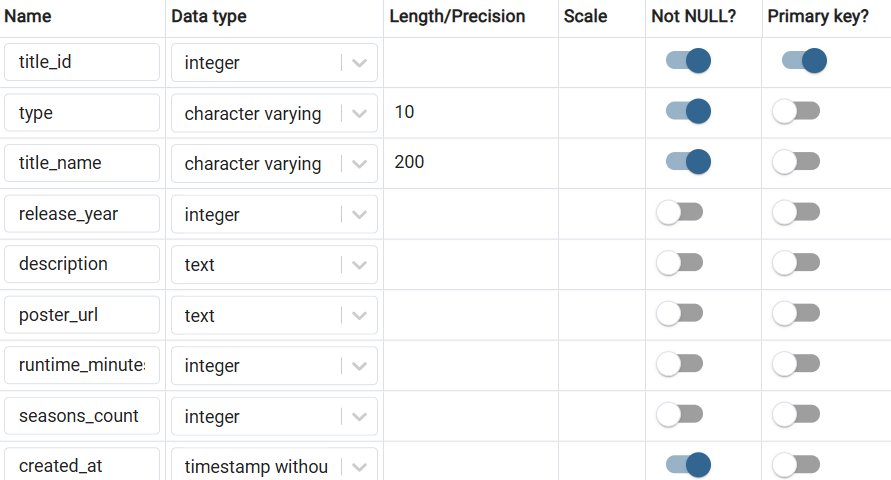 Name Data type Length/Precision Scale Not NULL? Primary key?
title_id integer
type character varying 10
title_name character varying 200
release_year integer
description text
poster_url text
runtime_minute integer
seasons_count integer
created_at timestamp withou